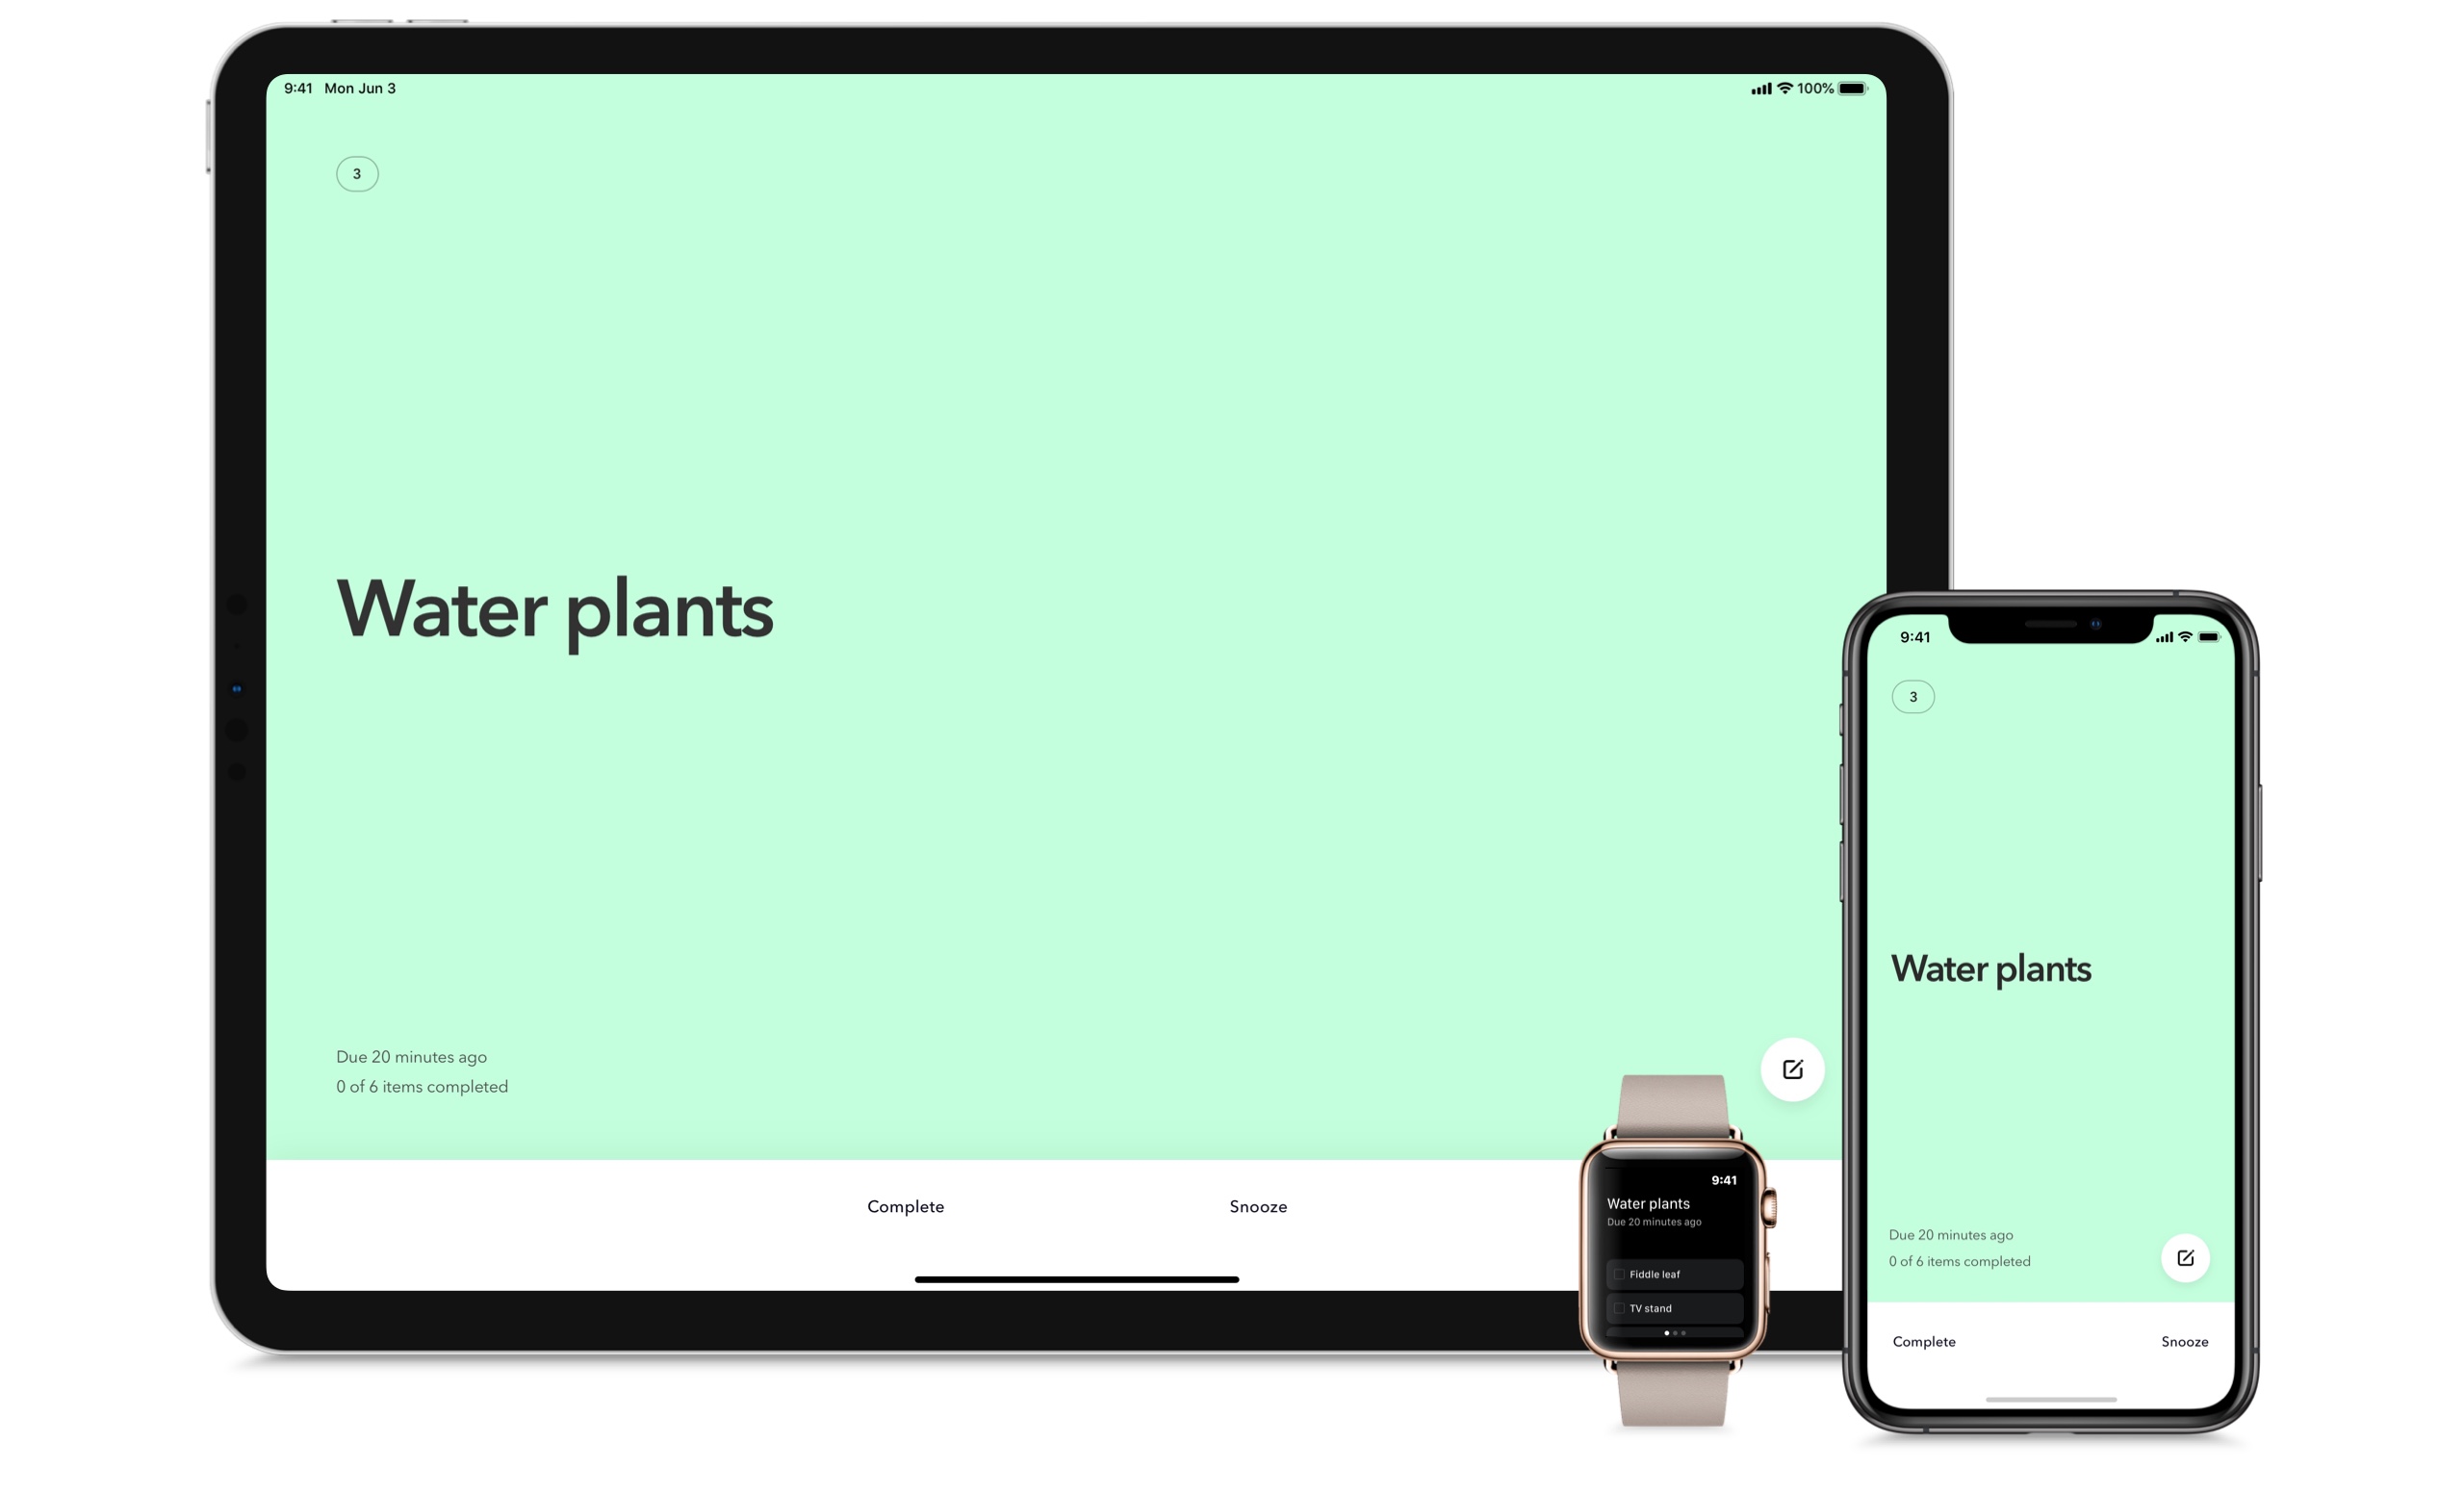 9:41 Mon Jun 3
100%
3
Water plants
Due 20 minutes ago
0 of 6 items completed
Complete
Snooze
9:41
Water plants
Due 20 minutes ago
Fiddle leaf
TV stand
9:41
3
Water plants
Due 20 minutes ago
0 of 6 items completed
Complete
Snooze